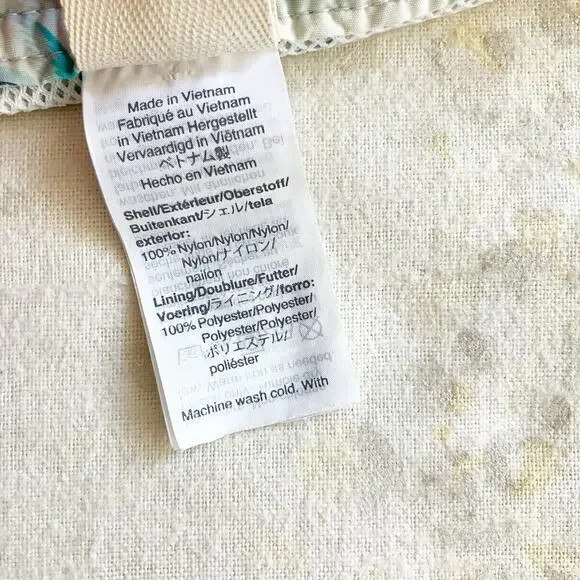 Made in Vietnam
Fabriqué au Vietnam
in Vietnam Hergestellt
Vervaardigd in Viëtnam
ベトナム製
Hecho en Vietnam
Shell/Extérieur/Oberstoff/
Buitenkant/シェル/tela
exterior:
100% Nylon/Nylon/Nylon/
Nylon/ナイロン/
nailon
Lining/Doublure/Futter/
Voering/ライニング/forro:
100% Polyester/Polyester/
Polyester/Polyester/
ポリエステル/
poliéster
Machine wash cold. With